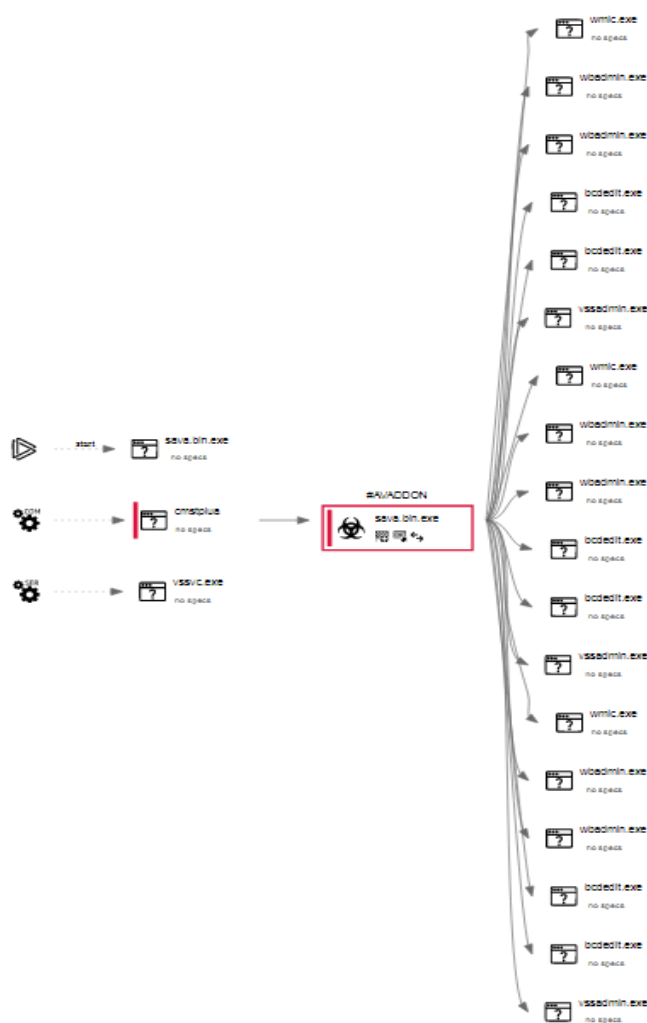 wmic.exe
no specs
wbadmin.exe
no specs
wbadmin.exe
no specs
bcdedit.exe
no specs
bcdedit.exe
no specs
vssadmin.exe
no specs
wmic.exe
no specs
wbadmin.exe
no specs
start
sava.bin.exe
no specs
wbadmin.exe
no specs
#AVADDON
COM
cmstplua
no specs
sava.bin.exe
bcdedit.exe
no specs
SER
vssvc.exe
no specs
bcdedit.exe
no specs
vssadmin.exe
no specs
wmic.exe
no specs
wbadmin.exe
no specs
wbadmin.exe
no specs
bcdedit.exe
no specs
bcdedit.exe
no specs
vssadmin.exe
no specs